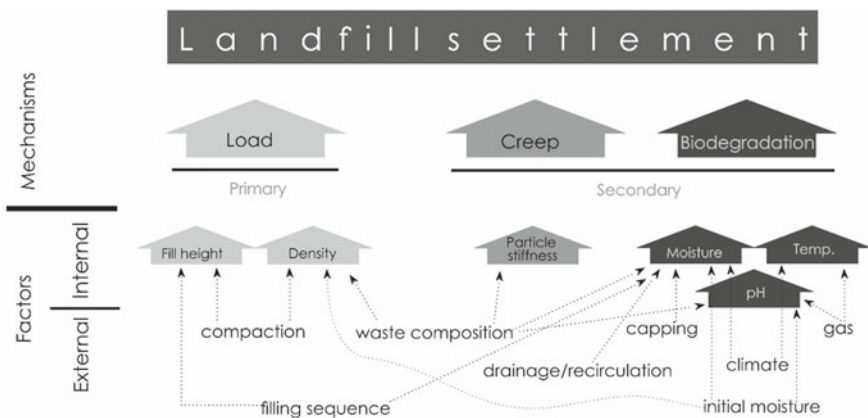 Landfill settlement
Mechanisms
Load
Creep
Biodegradation
Primary
Secondary
Factors
Internal
External
Fill height
Density
Particle
stiffness
Moisture
Temp.
pH
compaction
waste composition
capping
gas
drainage/recirculation
climate
filling sequence
initial moisture